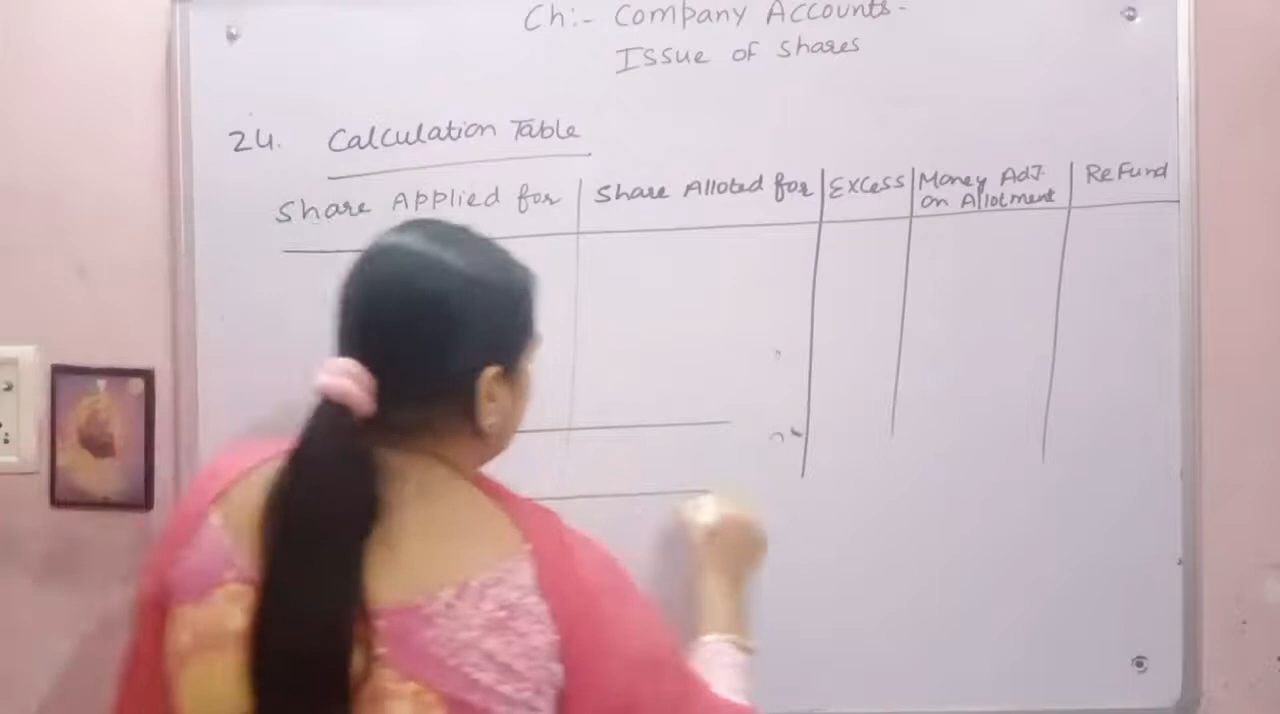 Ch:- Company Accounts-
Issue of Shares
24. Calculation Table
Share Applied for | Share Alloted for | Excess | Money Adj. on Allotment | Refund